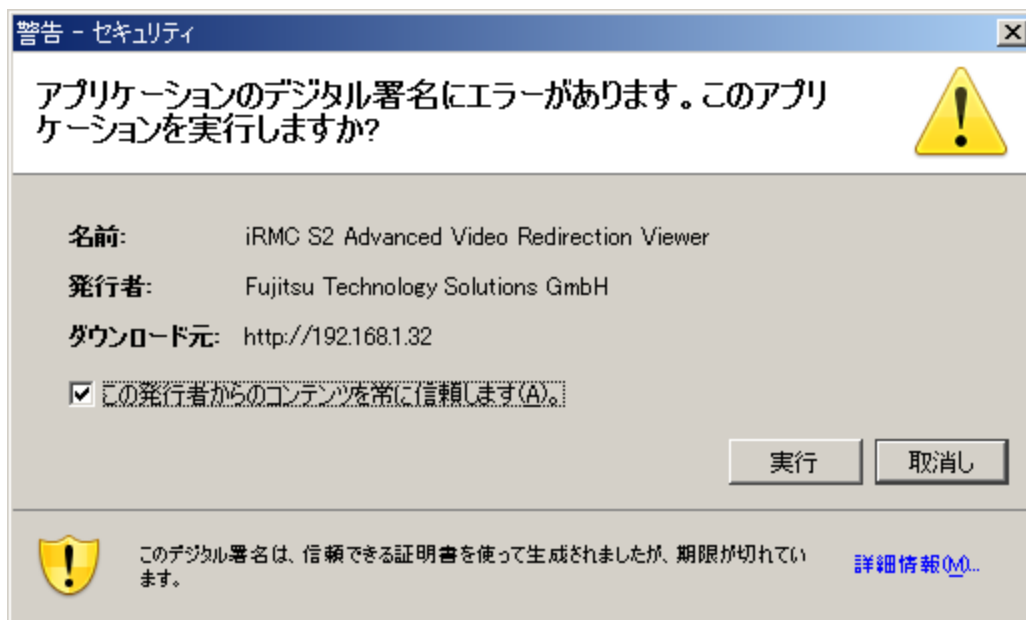 警告 - セキュリティ
アプリケーションのデジタル署名にエラーがあります。このアプリ
ケーションを実行しますか?
名前: iRMC S2 Advanced Video Redirection Viewer
発行者: Fujitsu Technology Solutions GmbH
ダウンロード元: http://192.168.1.32
この発行者からのコンテンツを常に信頼します(A)。
実行 取消し
このデジタル署名は、信頼できる証明書を使って生成されましたが、期限が切れてい
ます。
詳細情報(M)...